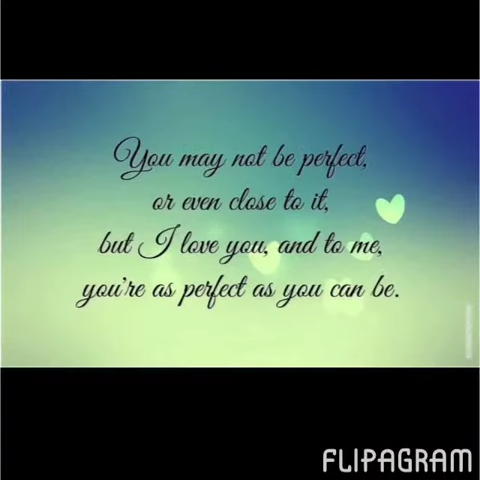 You may not be perfect,
or even close to it,
but I love you, and to me,
you're as perfect as you can be.
FLIPAGRAM